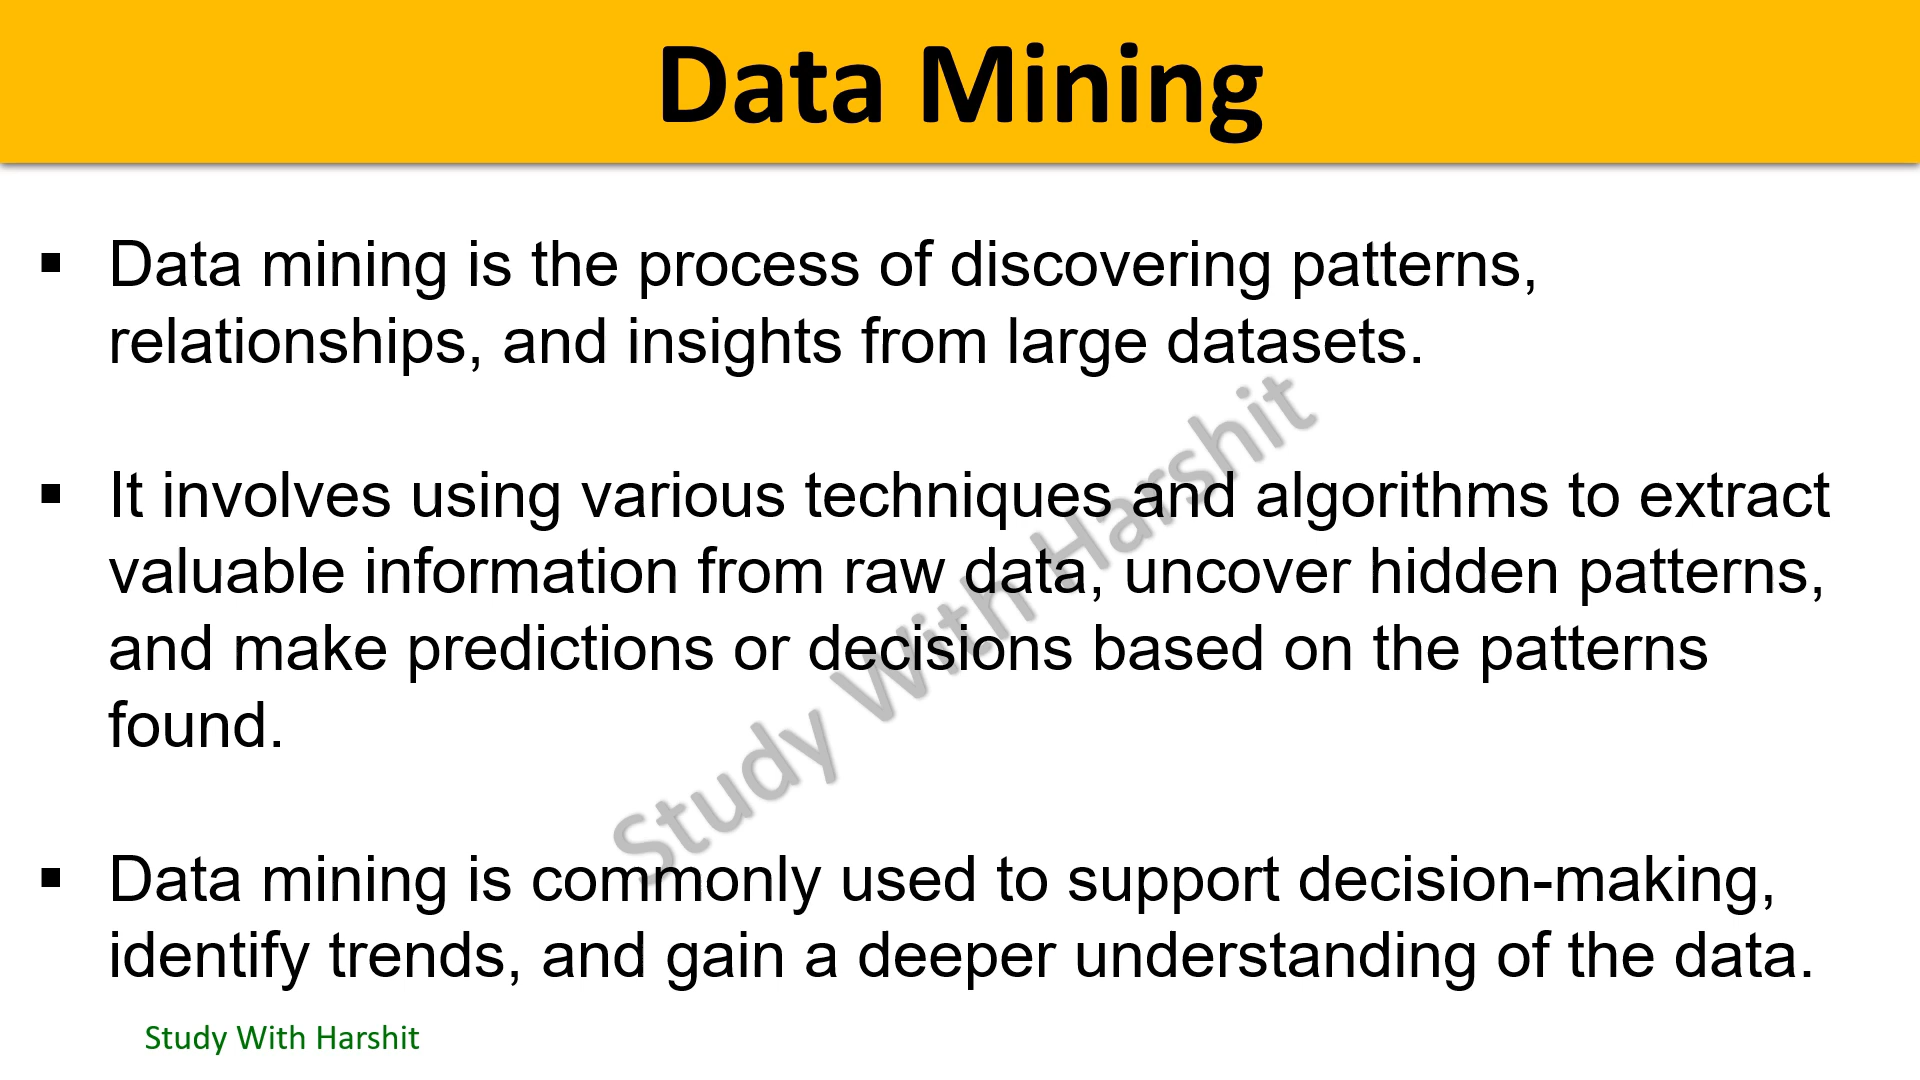 Data Mining
▪ Data mining is the process of discovering patterns,
relationships, and insights from large datasets.
▪ It involves using various techniques and algorithms to extract
valuable information from raw data, uncover hidden patterns,
and make predictions or decisions based on the patterns
found.
▪ Data mining is commonly used to support decision-making,
identify trends, and gain a deeper understanding of the data.
Study With Harshit
Study With Harshit